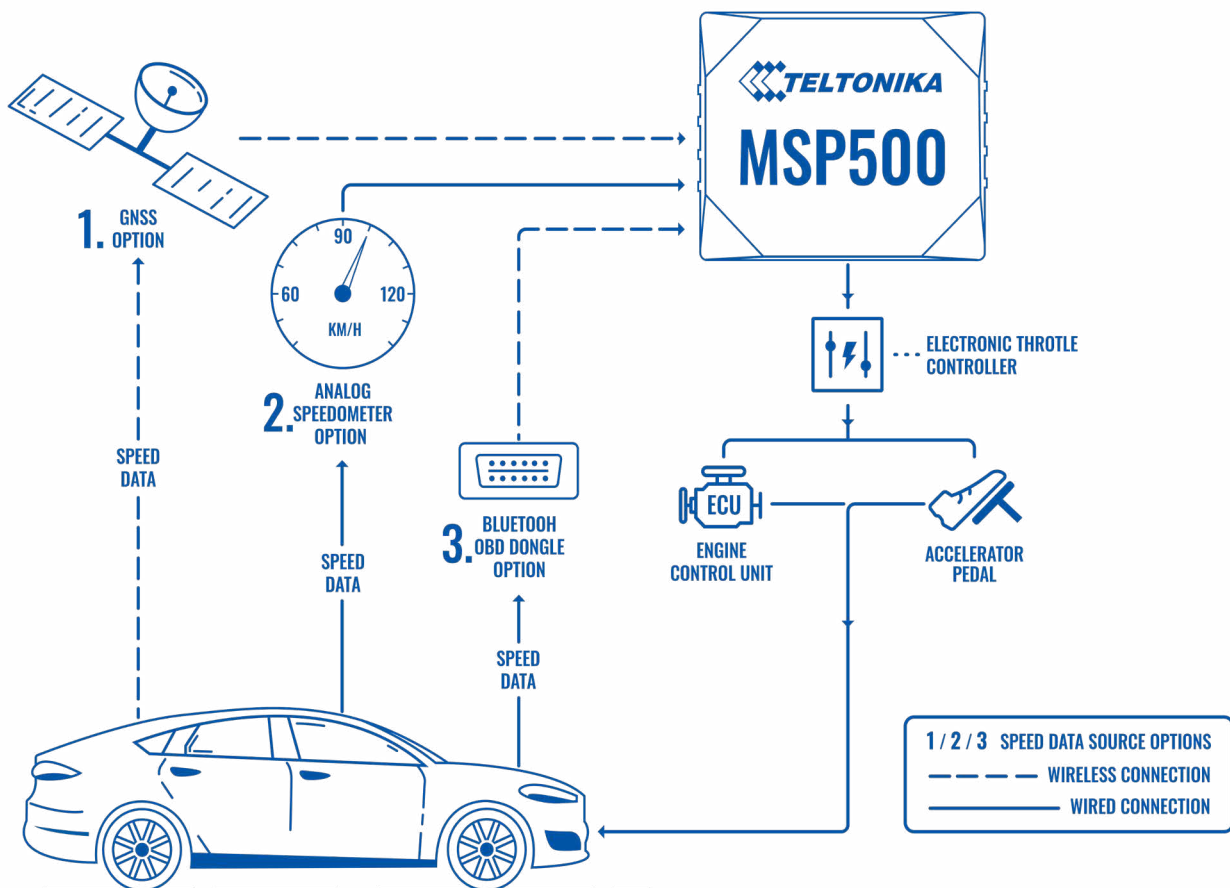 TELTONIKA
MSP500
1. GNSS
OPTION
90
60
120
KM/H
2. ANALOG
SPEEDOMETER
OPTION
ELECTRONIC THROTLE
CONTROLLER
SPEED
DATA
ECU
3. BLUETOOH
OBD DONGLE
OPTION
ENGINE
CONTROL UNIT
ACCELERATOR
PEDAL
SPEED
DATA
SPEED
DATA
1 / 2 / 3 SPEED DATA SOURCE OPTIONS
WIRELESS CONNECTION
WIRED CONNECTION